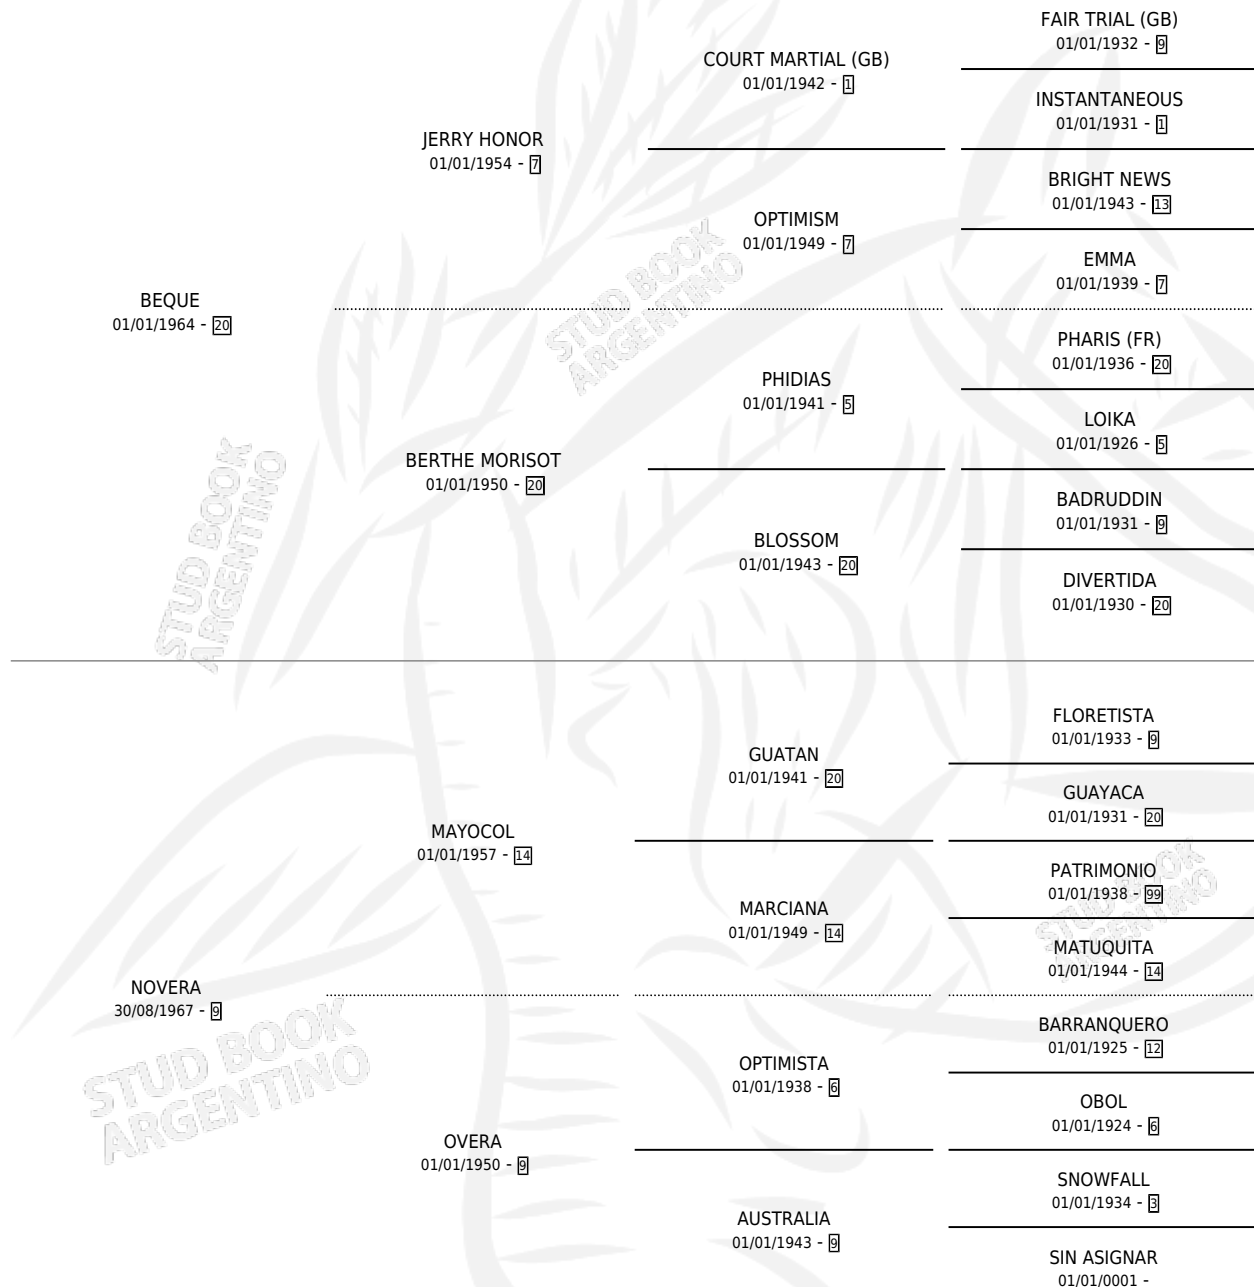 FAIR TRIAL (GB)
01/01/1932 - 9
COURT MARTIAL (GB)
01/01/1942 - 1
INSTANTANEOUS
01/01/1931 - 1
JERRY HONOR
01/01/1954 - 7
BRIGHT NEWS
01/01/1943 - 13
OPTIMISM
01/01/1949 - 7
EMMA
01/01/1939 - 7
BEQUE
01/01/1964 - 20
PHARIS (FR)
01/01/1936 - 20
PHIDIAS
01/01/1941 - 5
LOIKA
01/01/1926 - 5
BERTHE MORISOT
01/01/1950 - 20
BADRUDDIN
01/01/1931 - 9
BLOSSOM
01/01/1943 - 20
DIVERTIDA
01/01/1930 - 20
FLORETISTA
01/01/1933 - 9
GUATAN
01/01/1941 - 20
GUAYACA
01/01/1931 - 20
MAYOCOL
01/01/1957 - 14
PATRIMONIO
01/01/1938 - 99
MARCIANA
01/01/1949 - 14
MATUQUITA
01/01/1944 - 14
NOVERA
30/08/1967 - 9
BARRANQUERO
01/01/1925 - 12
OPTIMISTA
01/01/1938 - 6
OBOL
01/01/1924 - 6
OVERA
01/01/1950 - 9
SNOWFALL
01/01/1934 - 3
AUSTRALIA
01/01/1943 - 9
SIN ASIGNAR
01/01/0001 -
STUD BOOK
ARGENTINO
STUD BOOK
ARGENTINO
STUD BOOK
ARGENTINO
STUD BOOK
ARGENTINO